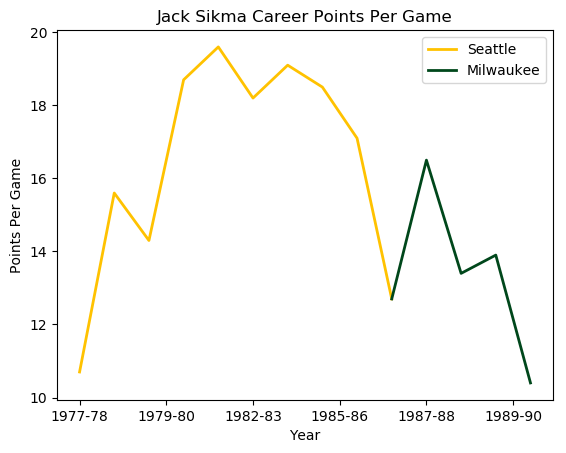 Jack Sikma Career Points Per Game
20
18
16
14
12
10
Points Per Game
Seattle
Milwaukee
1977-78 1979-80 1982-83 1985-86 1987-88 1989-90
Year